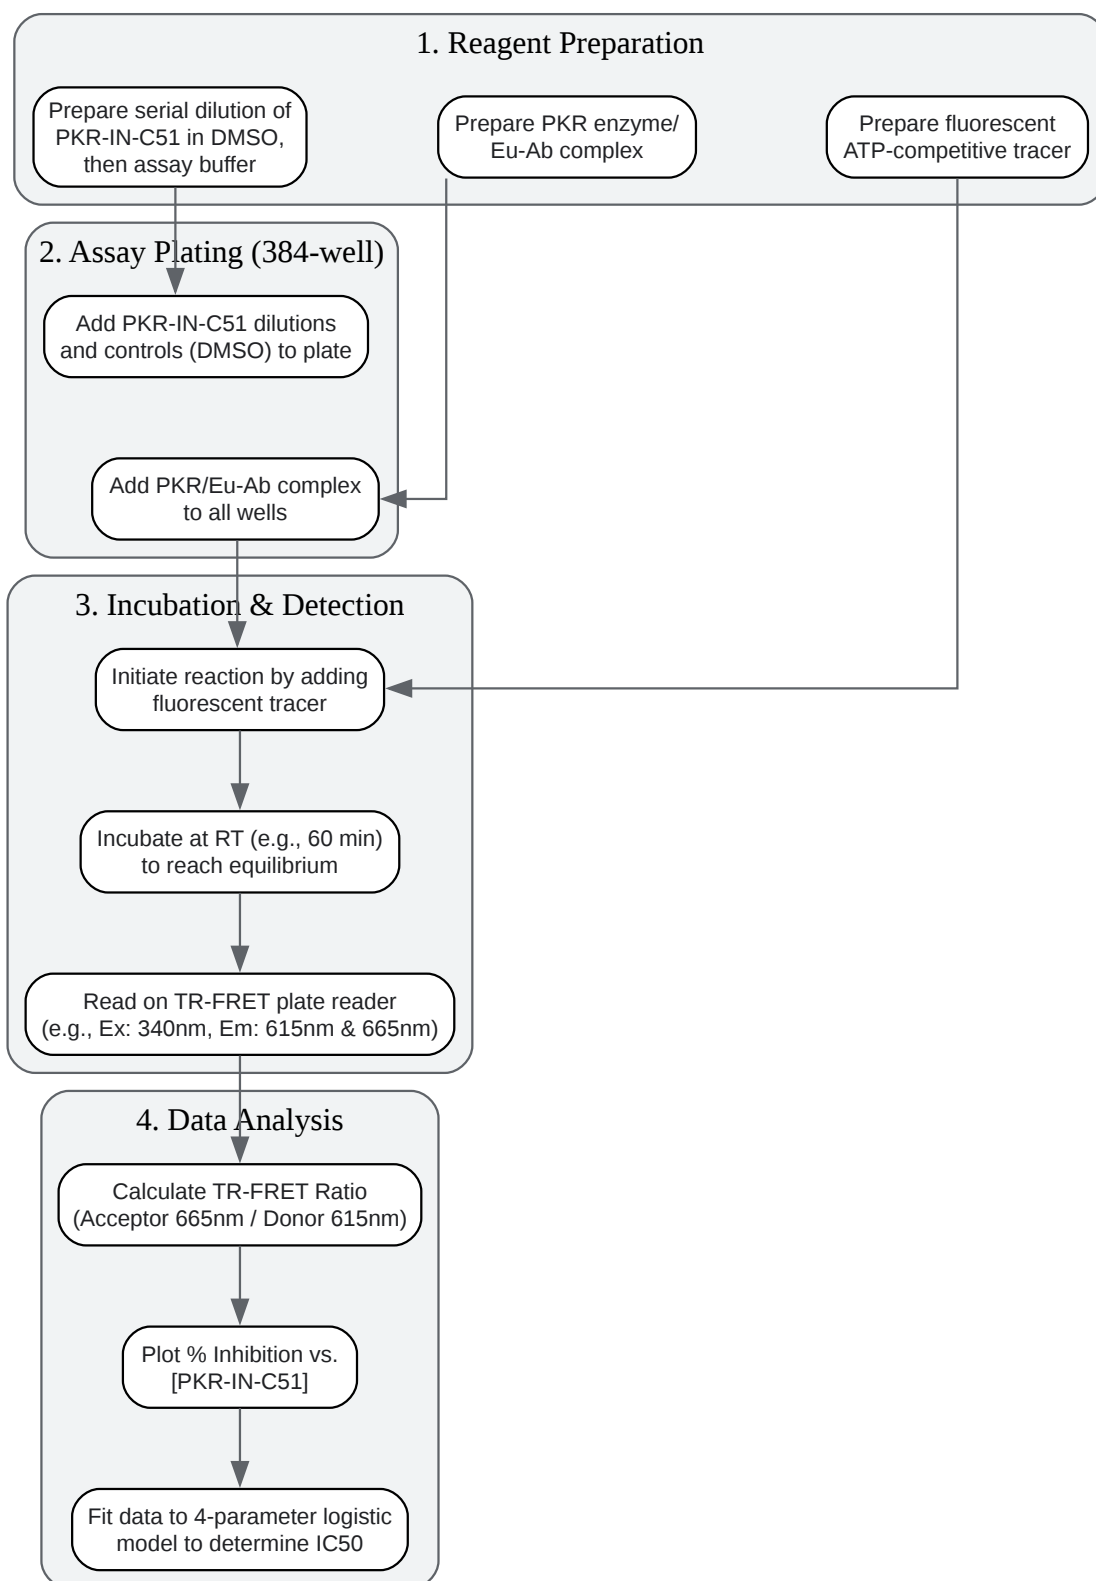 1. Reagent Preparation
Prepare serial dilution of
PKR-IN-C51 in DMSO,
then assay buffer
Prepare PKR enzyme/
Eu-Ab complex
Prepare fluorescent
ATP-competitive tracer
2. Assay Plating (384-well)
Add PKR-IN-C51 dilutions
and controls (DMSO) to plate
Add PKR/Eu-Ab complex
to all wells
3. Incubation & Detection
Initiate reaction by adding
fluorescent tracer
Incubate at RT (e.g., 60 min)
to reach equilibrium
Read on TR-FRET plate reader
(e.g., Ex: 340nm, Em: 615nm & 665nm)
4. Data Analysis
Calculate TR-FRET Ratio
(Acceptor 665nm / Donor 615nm)
Plot % Inhibition vs.
[PKR-IN-C51]
Fit data to 4-parameter logistic
model to determine IC50